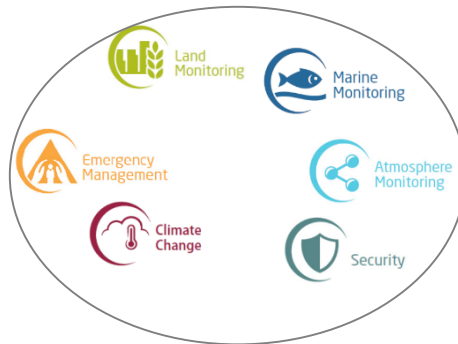 Land
Monitoring
Marine
Monitoring
Emergency
Management
Atmosphere
Monitoring
Climate
Change
Security